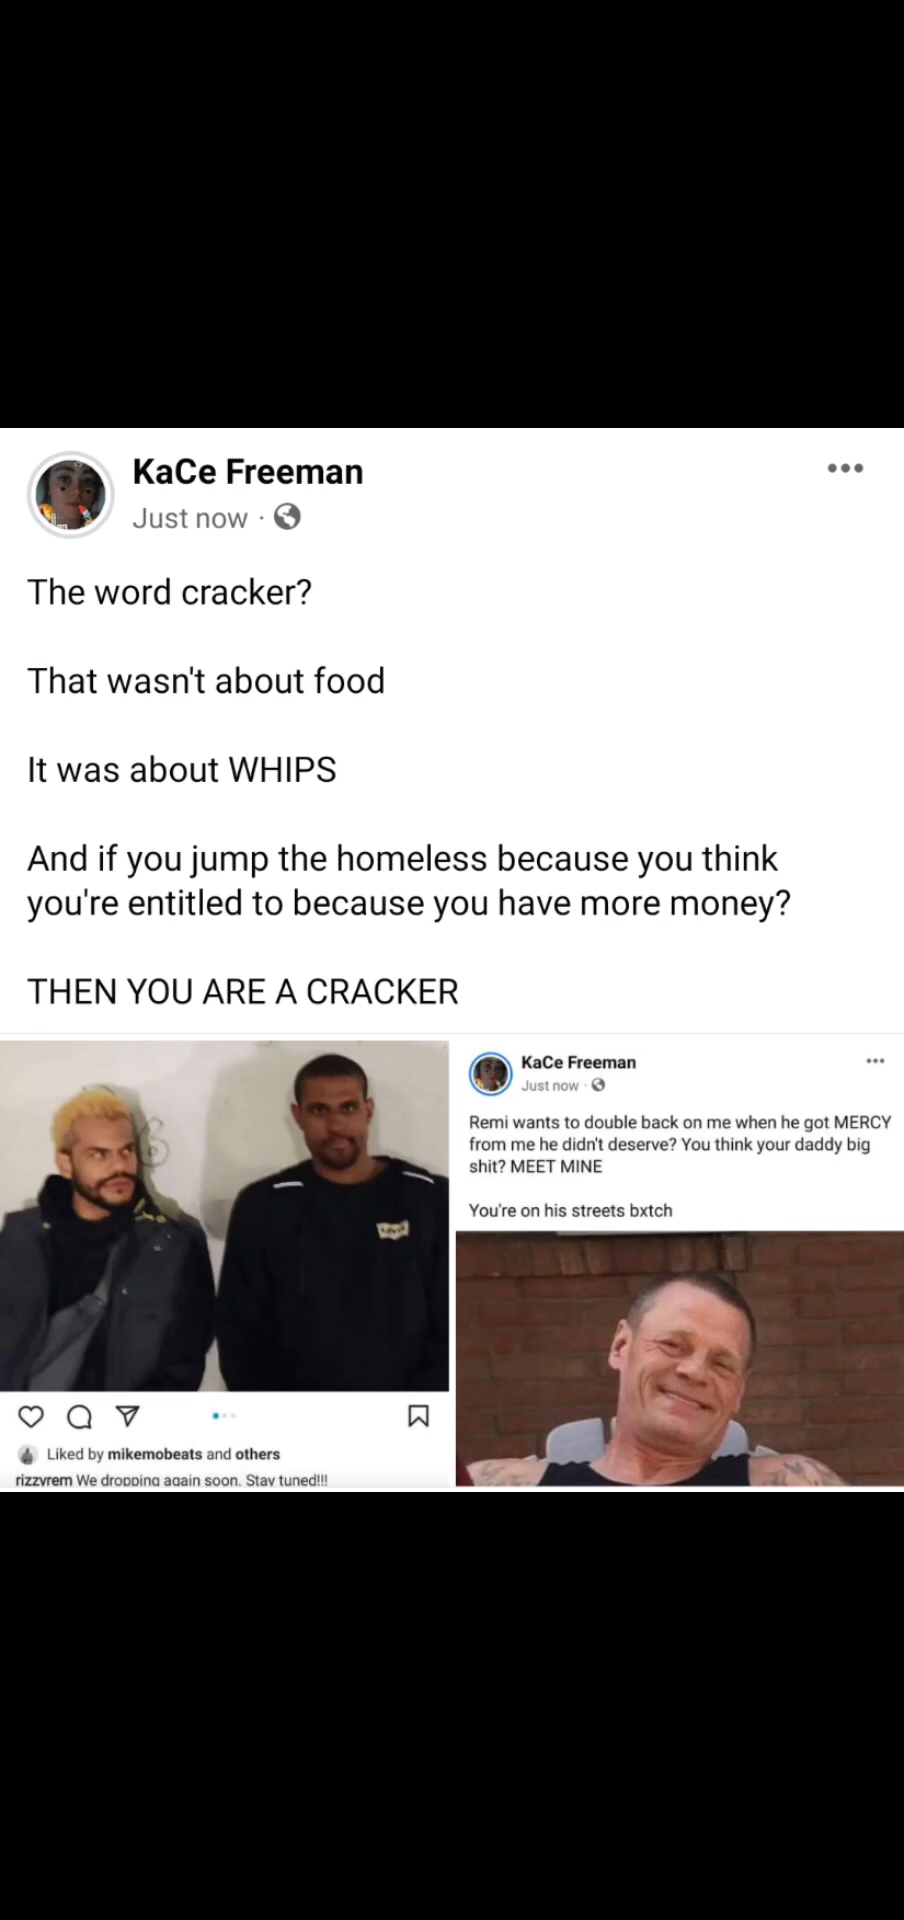 KaCe Freeman
Just now ·
The word cracker?
That wasn't about food
It was about WHIPS
And if you jump the homeless because you think
you're entitled to because you have more money?
THEN YOU ARE A CRACKER
Liked by mikemobeats and others
rizzyrem We dropping again soon. Stay tuned!!!
KaCe Freeman
Just now ·
Remi wants to double back on me when he got MERCY
from me he didn't deserve? You think your daddy big
shit? MEET MINE
You're on his streets bxtch